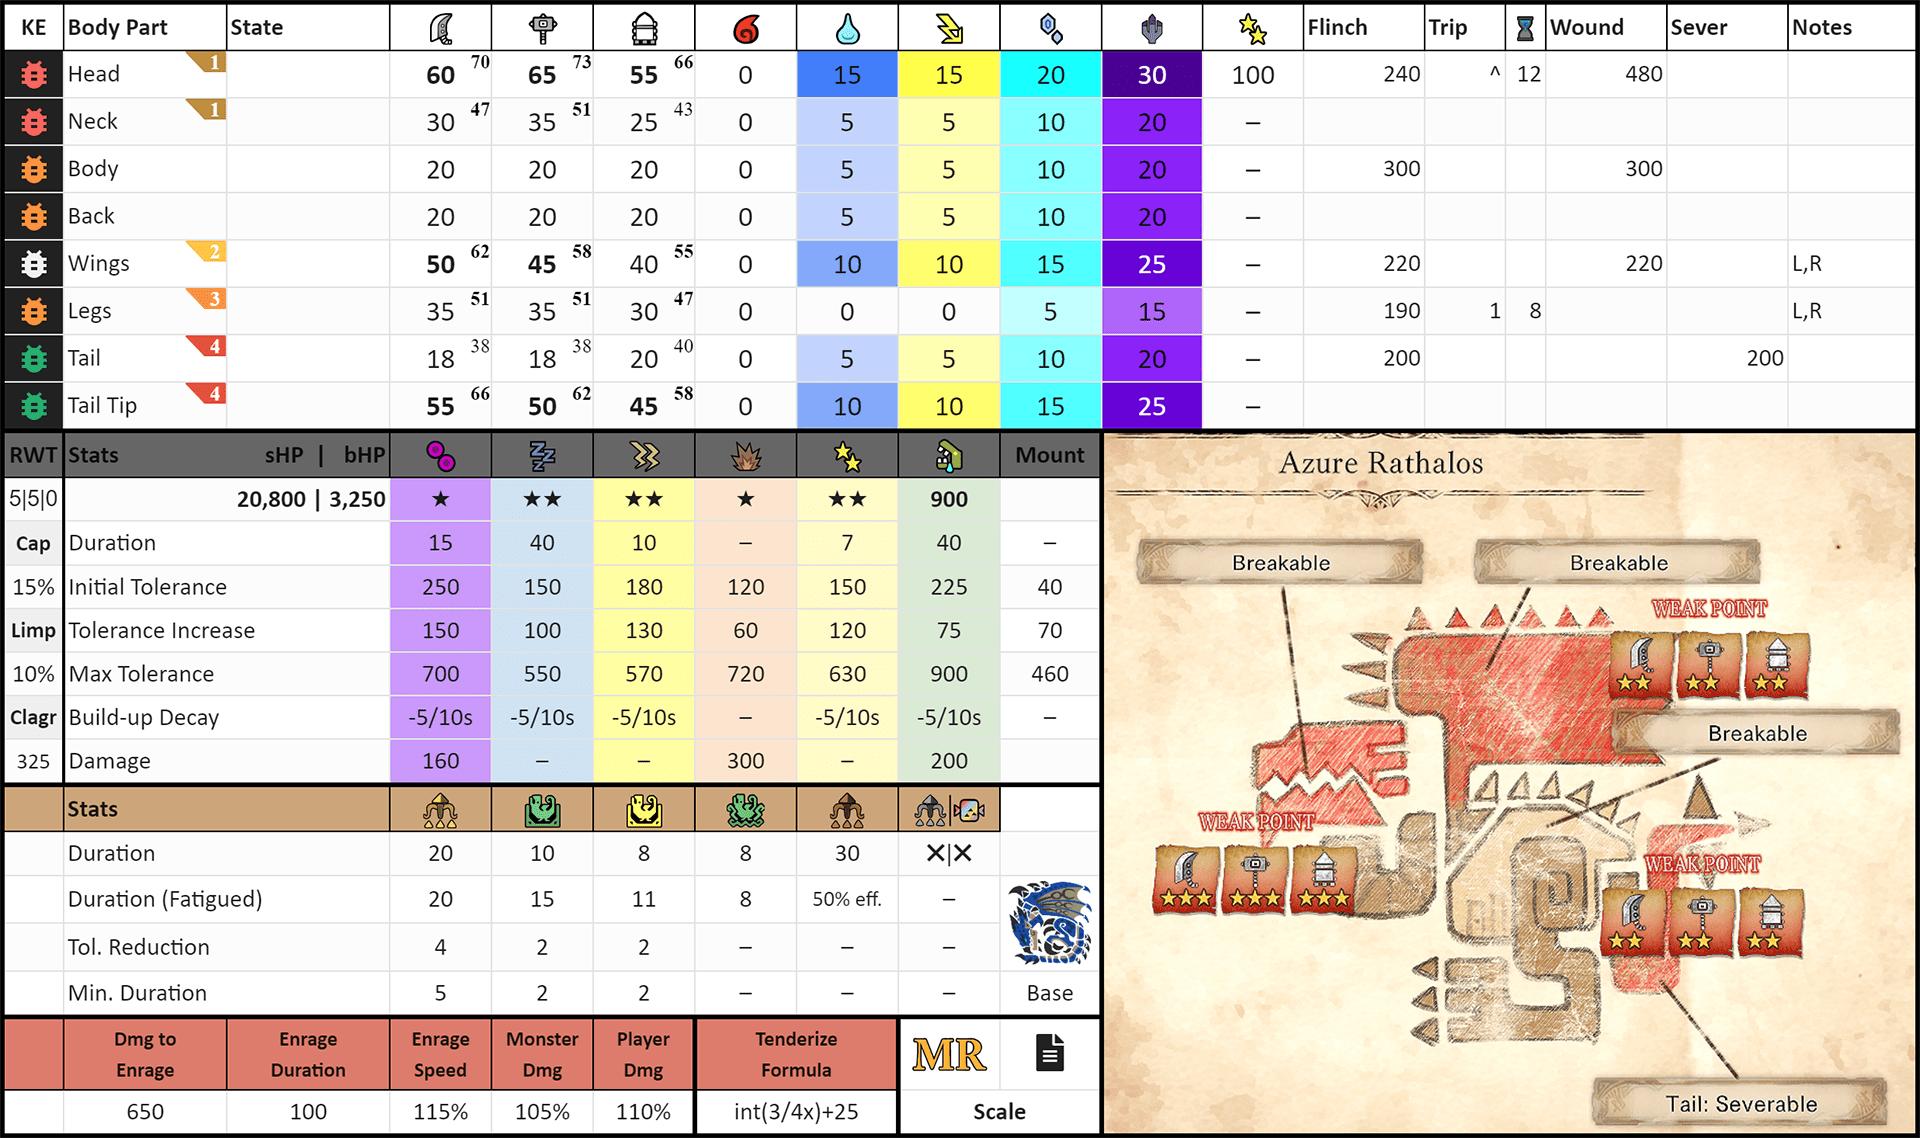 KE Body Part State Flinch Trip Wound Sever Notes
Head 1 60 70 65 73 55 66 0 15 15 20 30 100 240 ^ 12 480
Neck 1 30 47 35 51 25 43 0 5 5 10 20 –
Body 20 20 20 0 5 5 10 20 – 300 300
Back 20 20 20 0 5 5 10 20 –
Wings 2 50 62 45 58 40 55 0 10 10 15 25 – 220 220 L,R
Legs 3 35 51 35 51 30 47 0 0 0 5 15 – 190 1 8 L,R
Tail 4 18 38 18 38 20 40 0 5 5 10 20 – 200 200
Tail Tip 4 55 66 50 62 45 58 0 10 10 15 25 –
RWT Stats sHP | bHP Mount
5|5|0 20,800 | 3,250 ★ ★★ ★★ ★ ★★ 900
Cap Duration 15 40 10 – 7 40 –
15% Initial Tolerance 250 150 180 120 150 225 40
Limp Tolerance Increase 150 100 130 60 120 75 70
10% Max Tolerance 700 550 570 720 630 900 460
Clagr Build-up Decay -5/10s -5/10s -5/10s – -5/10s -5/10s –
325 Damage 160 – – 300 – 200
Stats
Duration 20 10 8 8 30 ✕|✕
Duration (Fatigued) 20 15 11 8 50% eff. –
Tol. Reduction 4 2 2 – – –
Min. Duration 5 2 2 – – – Base
Dmg to Enrage Enrage Duration Enrage Speed Monster Dmg Player Dmg Tenderize Formula MR
650 100 115% 105% 110% int(3/4x)+25 Scale
Azure Rathalos
Breakable
Breakable
WEAK POINT
Breakable
WEAK POINT
WEAK POINT
Tail: Severable